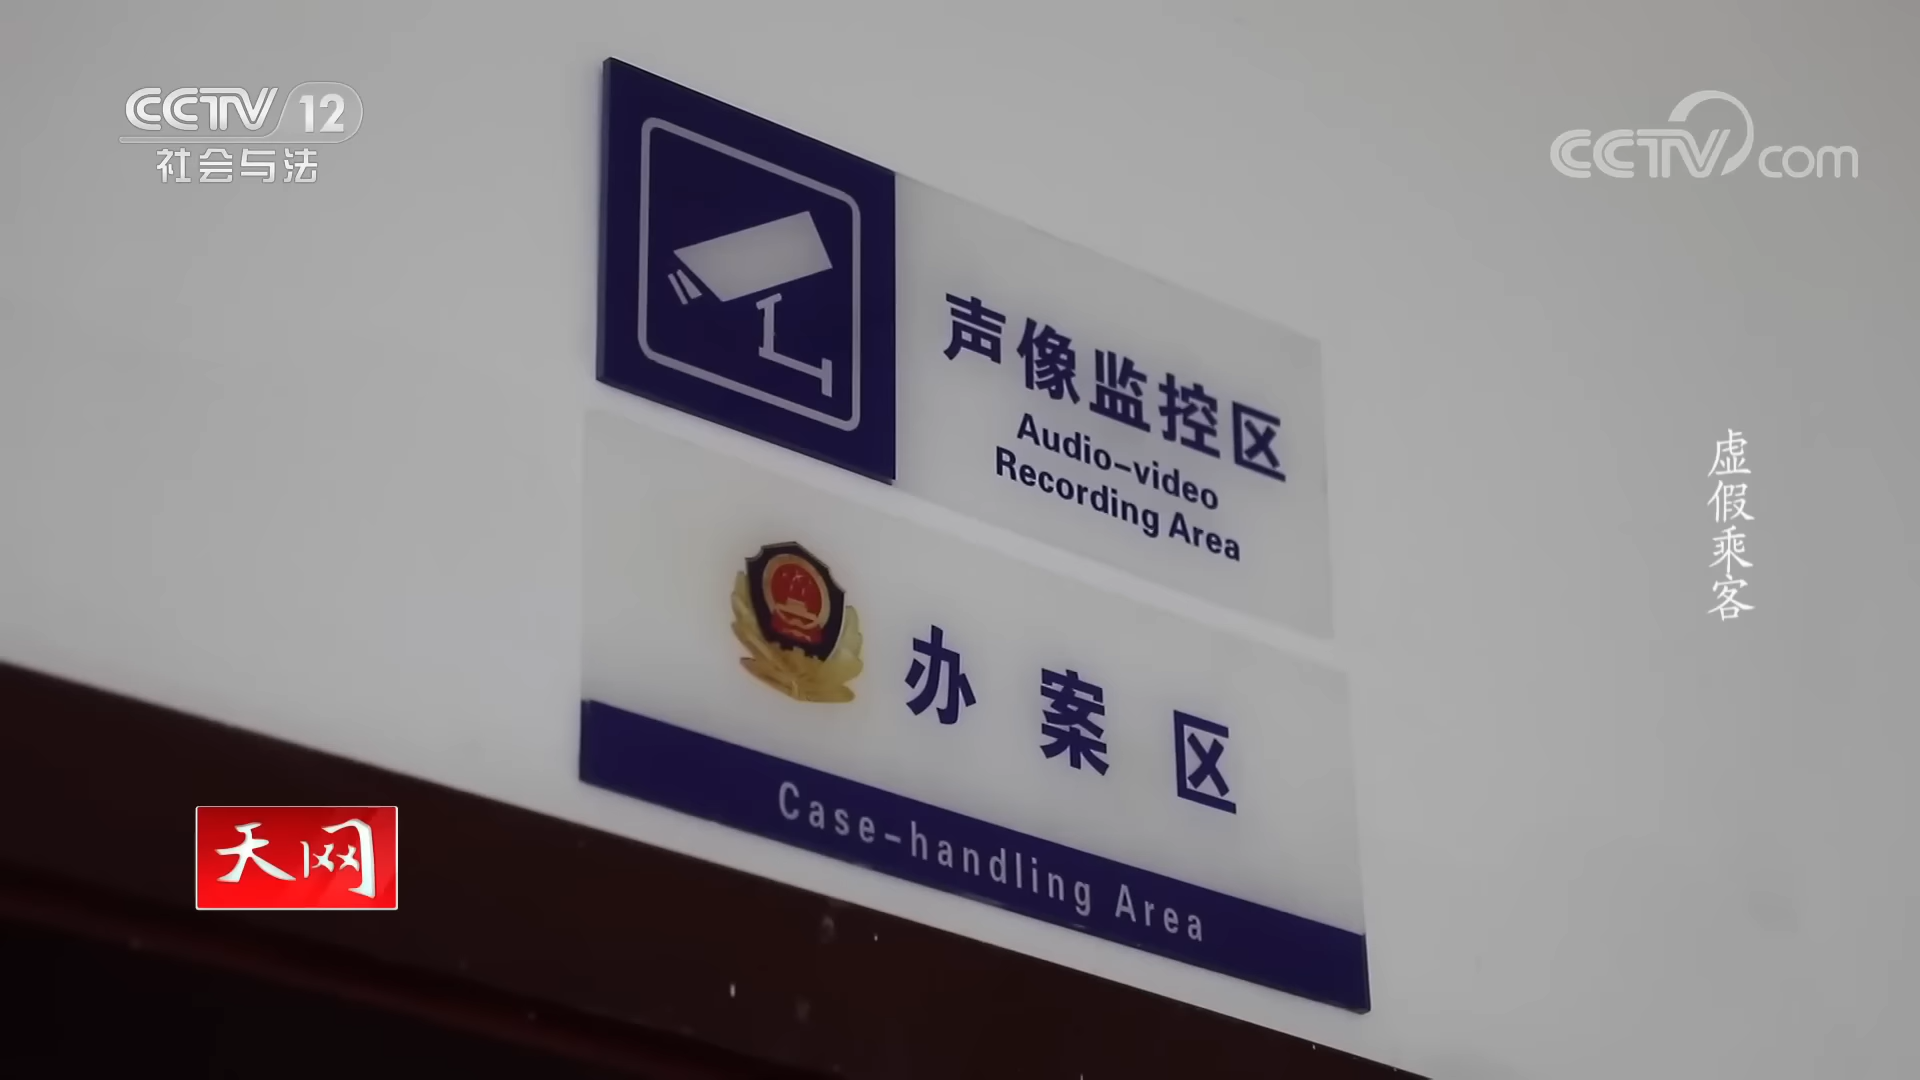 CCTV 12
社会与法
CCTV com
声像监控区
Audio-video
Recording Area
虚假乘客
办案区
Case-handling Area
天网